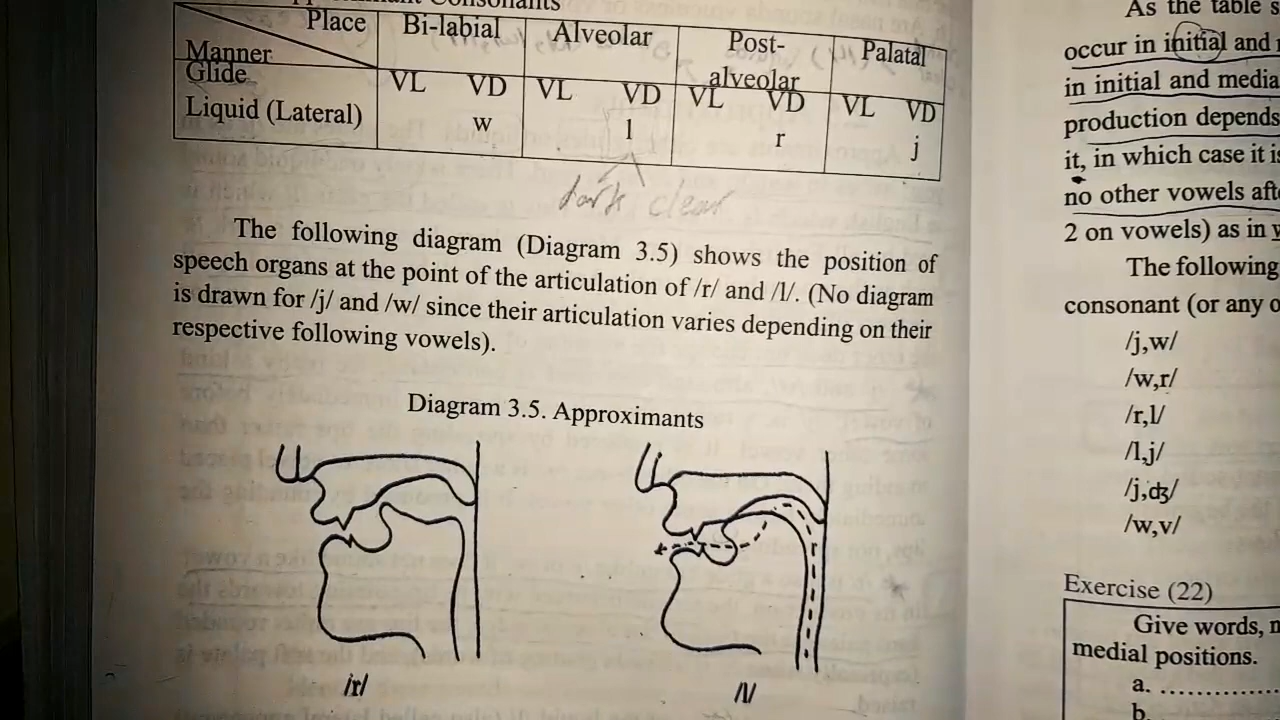 Consonants
Place Bi-labial Alveolar Post-alveolar Palatal
Manner
Glide VL VD VL VD VL VD VL VD
Liquid (Lateral) w l r j
dark clear
The following diagram (Diagram 3.5) shows the position of
speech organs at the point of the articulation of /r/ and /l/. (No diagram
is drawn for /j/ and /w/ since their articulation varies depending on their
respective following vowels).
Diagram 3.5. Approximants
/r/ /l/
As the table
occur in initial and
in initial and media
production depends
it, in which case it is
no other vowels afte
2 on vowels) as in
The following
consonant (or any
/j,w/
/w,r/
/r,l/
/l,j/
/j,ʤ/
/w,v/
Exercise (22)
Give words,
medial positions.
a. ................
b.